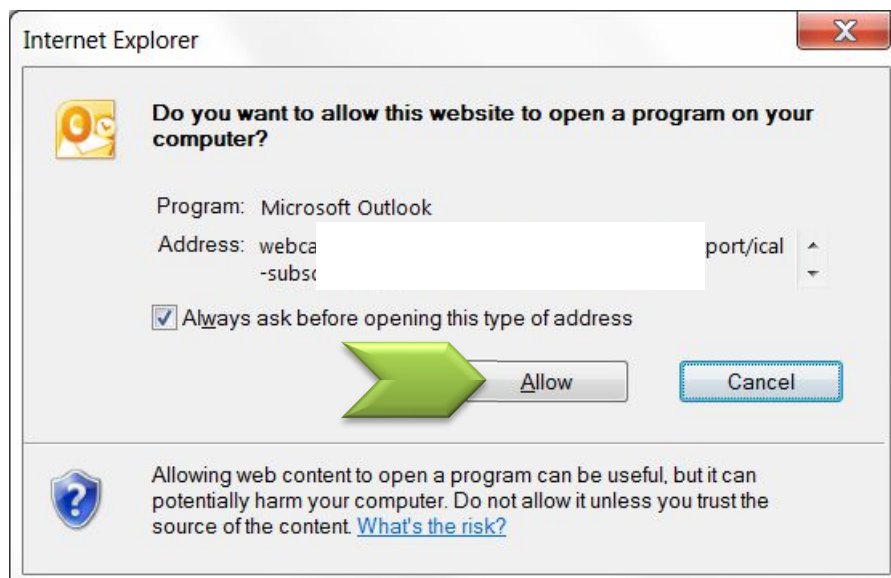 Internet Explorer
Do you want to allow this website to open a program on your
computer?
Program: Microsoft Outlook
Address: webca port/ical
-subsc
Always ask before opening this type of address
Allow Cancel
Allowing web content to open a program can be useful, but it can
potentially harm your computer. Do not allow it unless you trust the
source of the content. What's the risk?